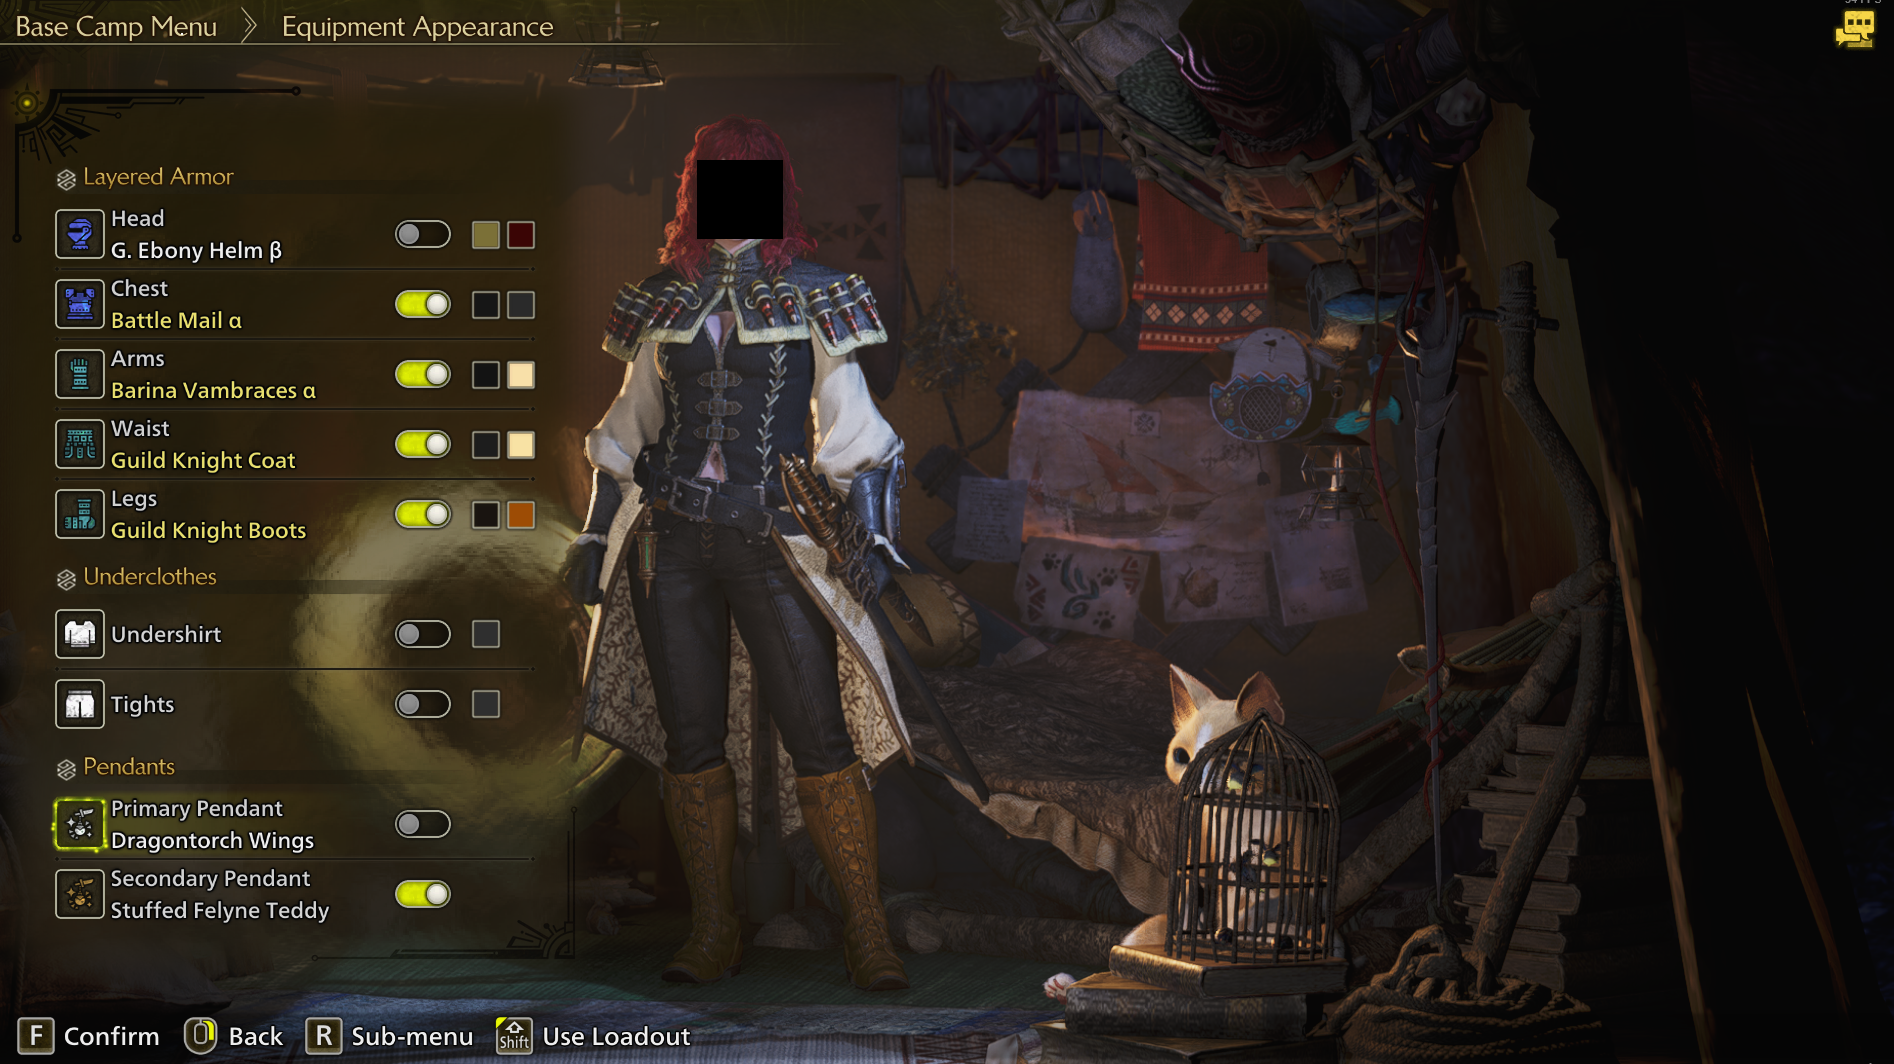 Base Camp Menu
Equipment Appearance
Layered Armor
Head
G. Ebony Helm β
Chest
Battle Mail α
Arms
Barina Vambraces α
Waist
Guild Knight Coat
Legs
Guild Knight Boots
Underclothes
Undershirt
Tights
Pendants
Primary Pendant
Dragontorch Wings
Secondary Pendant
Stuffed Felyne Teddy
F Confirm
Back
R Sub-menu
Shift Use Loadout